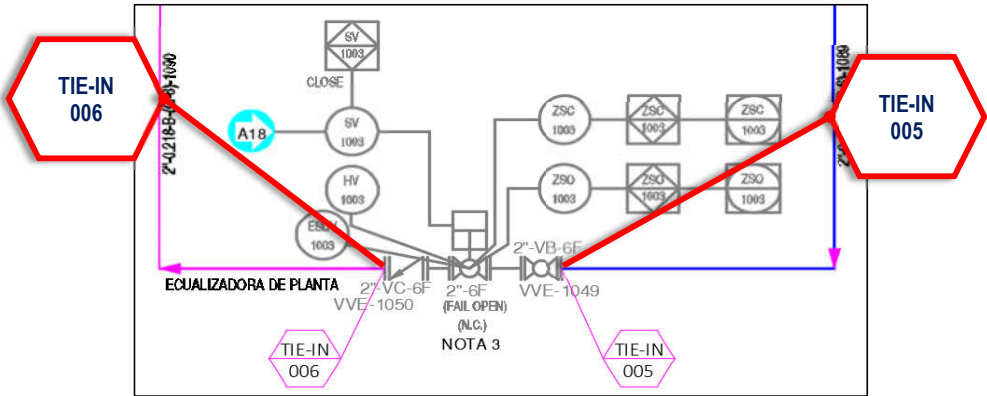 TIE-IN
006
TIE-IN
005
SV
1003
CLOSE
A18
SV
1003
HV
1003
1003
ZSC
1003
ZSC
1003
ZSC
1003
ZSO
1003
ZSO
1003
ZSO
1003
2"-VB-6F
VVE-1049
2"-VC-6F
VVE-1050
2"-6F
(FAIL OPEN)
(N.C.)
NOTA 3
ECUALIZADORA DE PLANTA
TIE-IN
006
TIE-IN
005